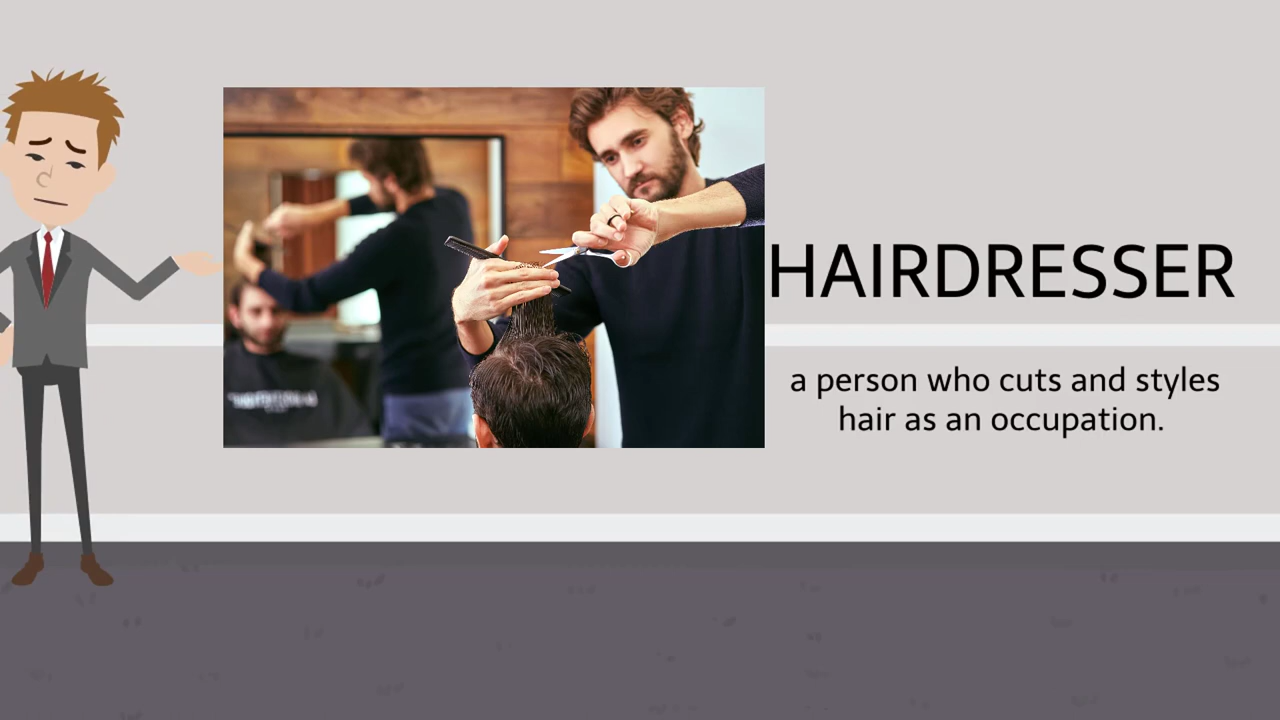 HAIRDRESSER
a person who cuts and styles
hair as an occupation.